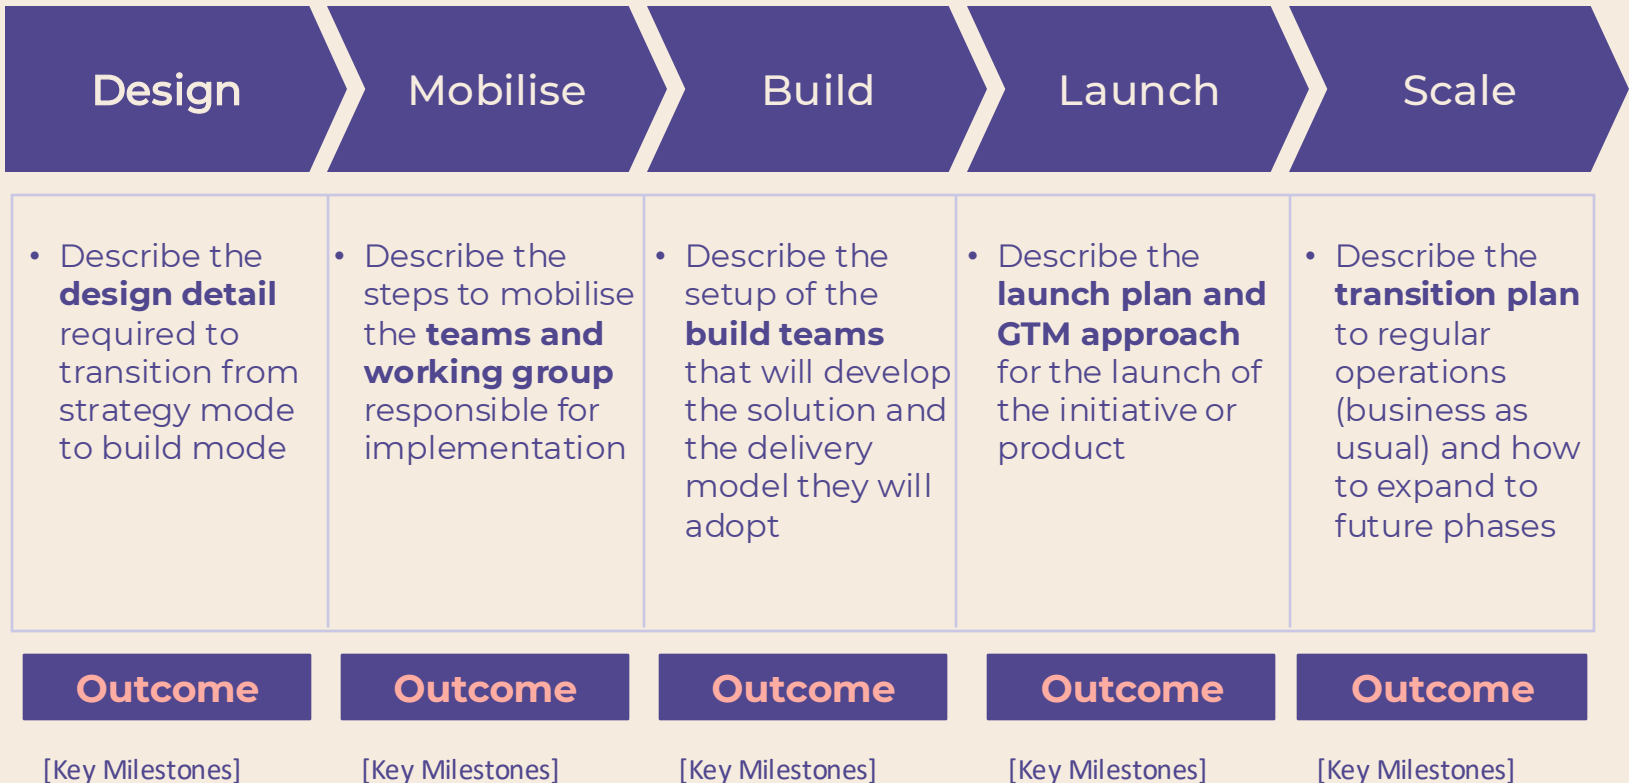 Design
Mobilise
Build
Launch
Scale
• Describe the
design detail
required to
transition from
strategy mode
to build mode
• Describe the
steps to mobilise
the teams and
working group
responsible for
implementation
• Describe the
setup of the
build teams
that will develop
the solution and
the delivery
model they will
adopt
• Describe the
launch plan and
GTM approach
for the launch of
the initiative or
product
• Describe the
transition plan
to regular
operations
(business as
usual) and how
to expand to
future phases
Outcome
Outcome
Outcome
Outcome
Outcome
[Key Milestones]
[Key Milestones]
[Key Milestones]
[Key Milestones]
[Key Milestones]